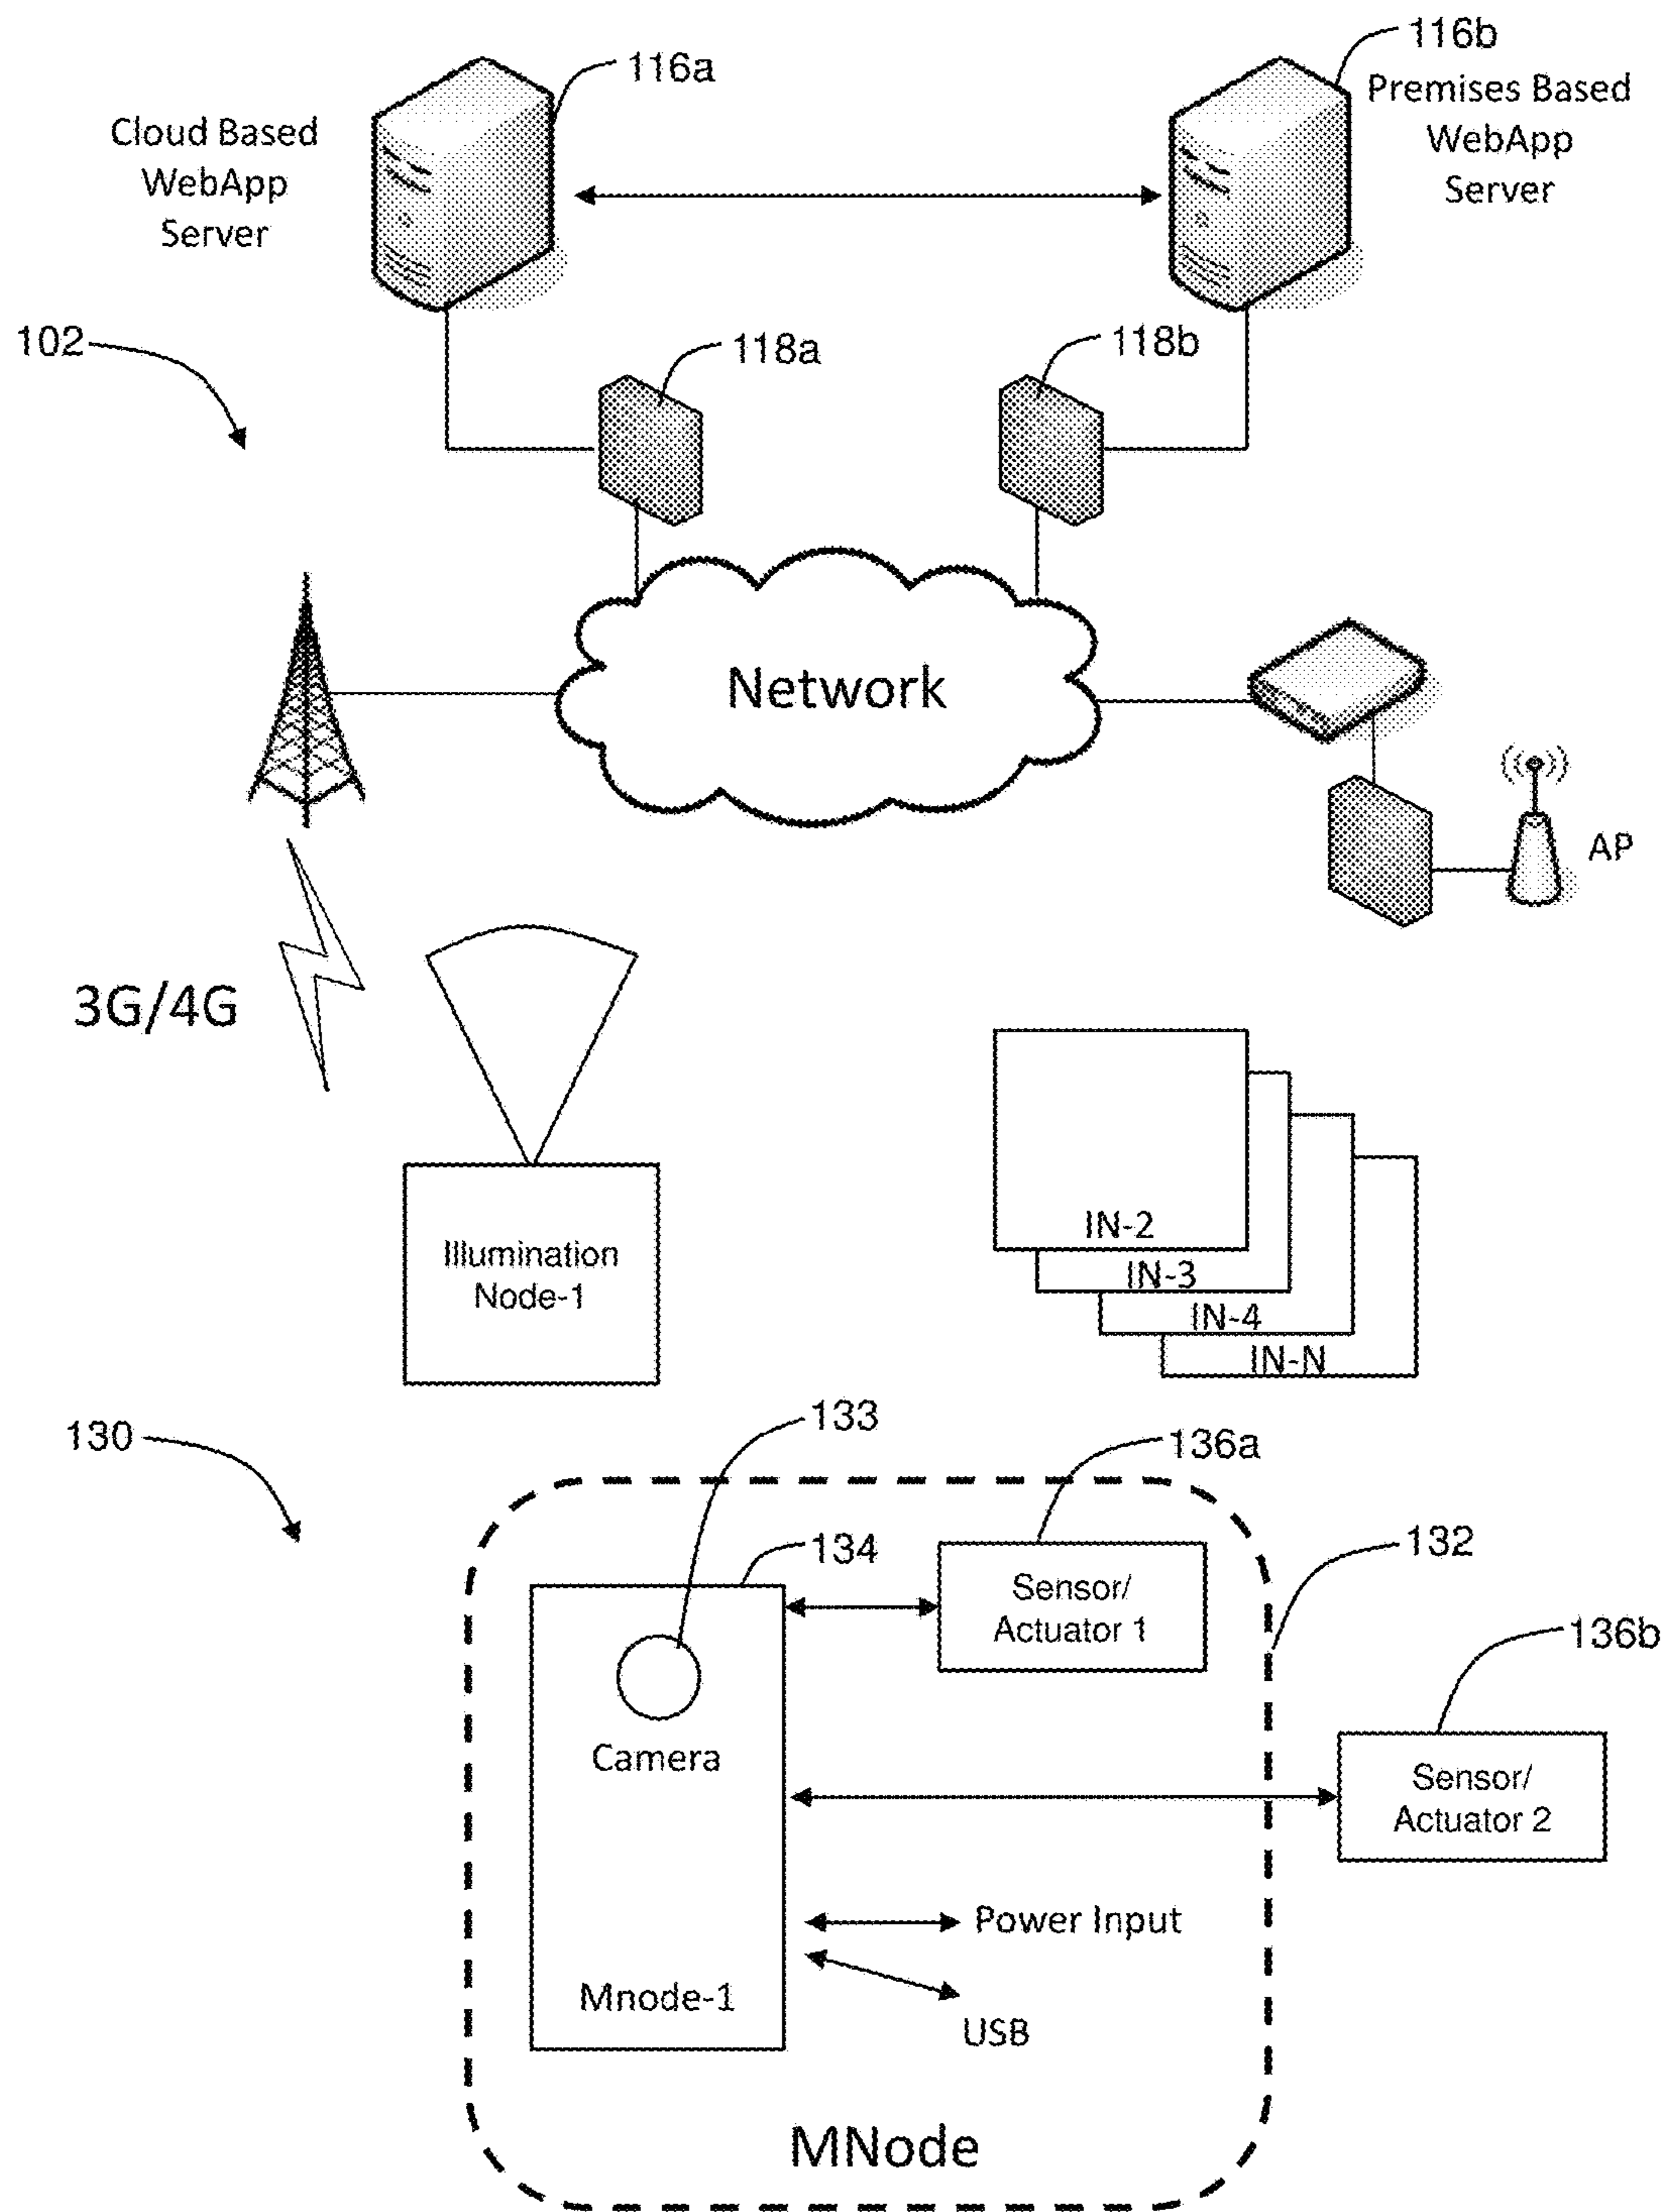 116a
116b
Cloud Based
WebApp
Server
Premises Based
WebApp
Server
102
118a
118b
Network
AP
3G/4G
Illumination
Node-1
IN-2
IN-3
IN-4
IN-N
130
133
136a
134
132
Sensor/
Actuator 1
136b
Camera
Sensor/
Actuator 2
Power Input
Mnode-1
USB
MNode